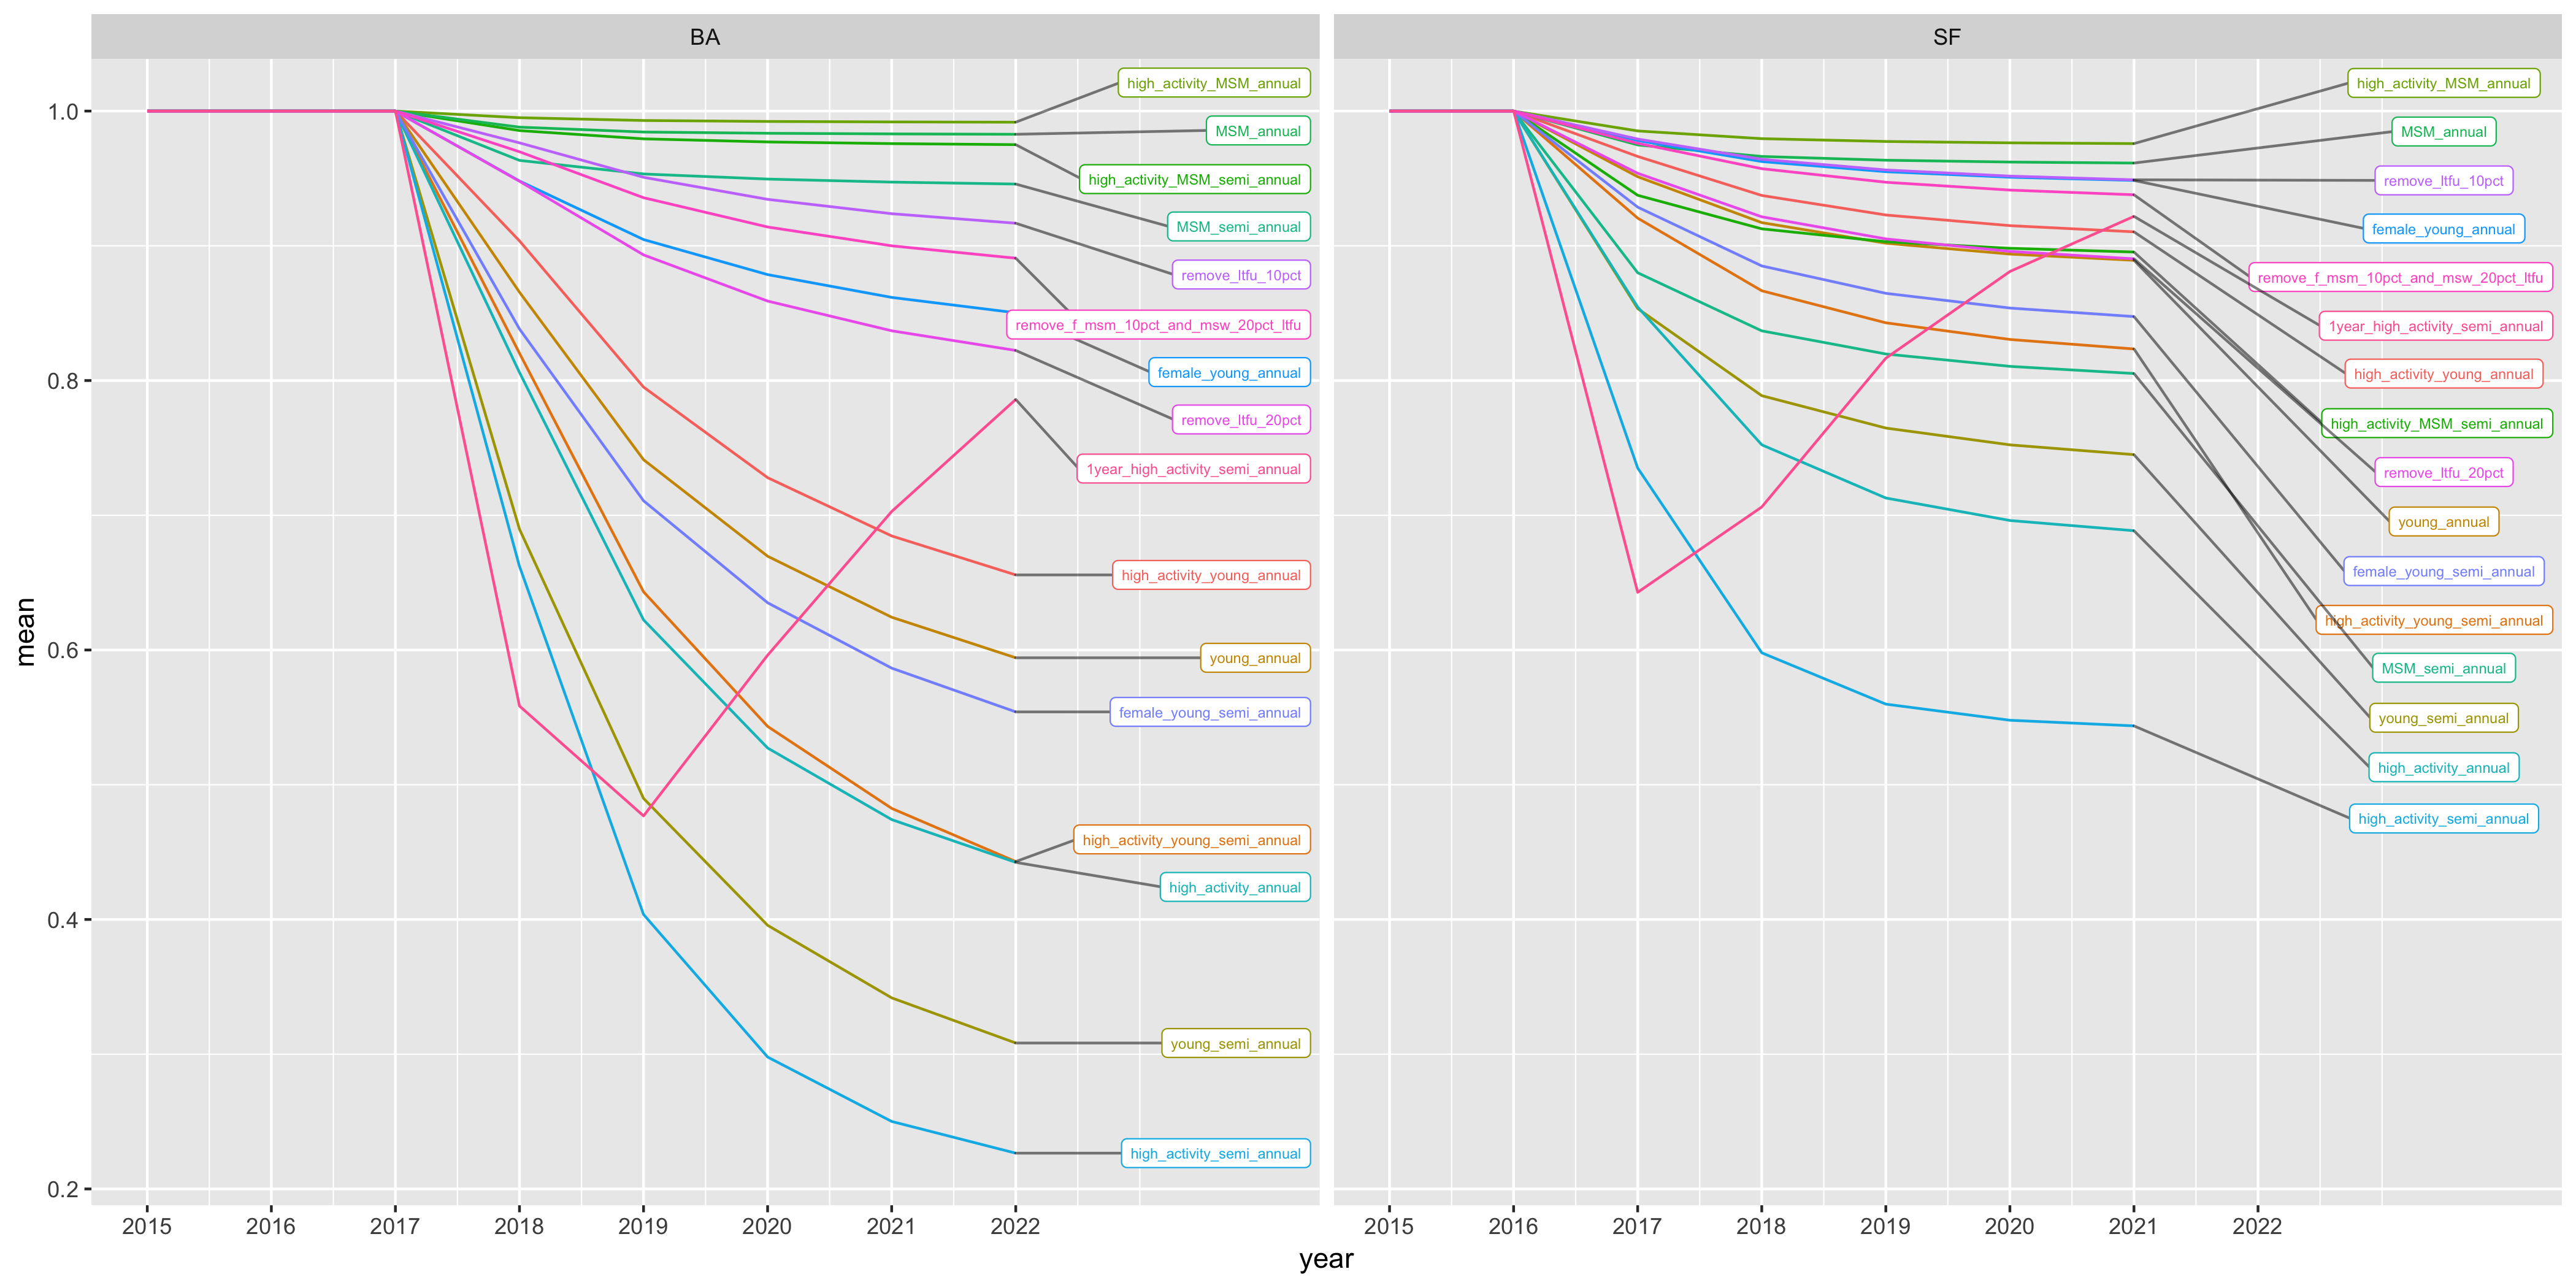 BA
SF
mean
1.0
0.8
0.6
0.4
0.2
high_activity_MSM_annual
MSM_annual
high_activity_MSM_semi_annual
MSM_semi_annual
remove_ltfu_10pct
remove_f_msm_10pct_and_msw_20pct_ltfu
female_young_annual
remove_ltfu_20pct
1year_high_activity_semi_annual
high_activity_young_annual
young_annual
female_young_semi_annual
high_activity_young_semi_annual
high_activity_annual
young_semi_annual
high_activity_semi_annual
high_activity_MSM_annual
MSM_annual
remove_ltfu_10pct
female_young_annual
remove_f_msm_10pct_and_msw_20pct_ltfu
1year_high_activity_semi_annual
high_activity_young_annual
high_activity_MSM_semi_annual
remove_ltfu_20pct
young_annual
female_young_semi_annual
high_activity_young_semi_annual
MSM_semi_annual
young_semi_annual
high_activity_annual
high_activity_semi_annual
2015 2016 2017 2018 2019 2020 2021 2022
2015 2016 2017 2018 2019 2020 2021 2022
year